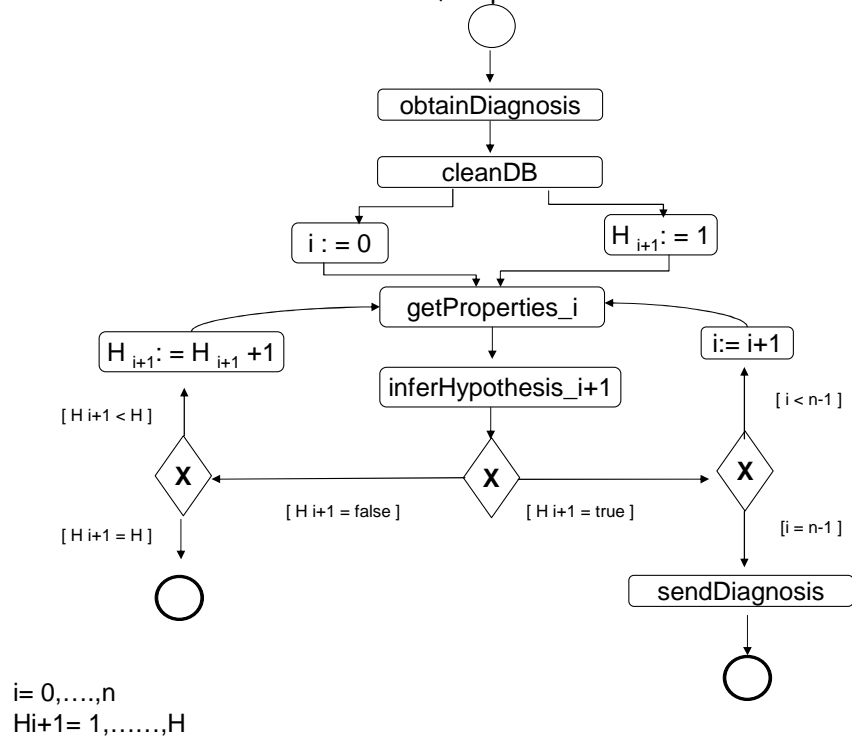 obtainDiagnosis
cleanDB
i : = 0
H i+1: = 1
getProperties_i
H i+1: = H i+1 +1
i:= i+1
inferHypothesis_i+1
[ H i+1 < H ]
[ i < n-1 ]
X
X
X
[ H i+1 = false ]
[ H i+1 = true ]
[ H i+1 = H ]
[i = n-1 ]
sendDiagnosis
i= 0,….,n
Hi+1= 1,……,H